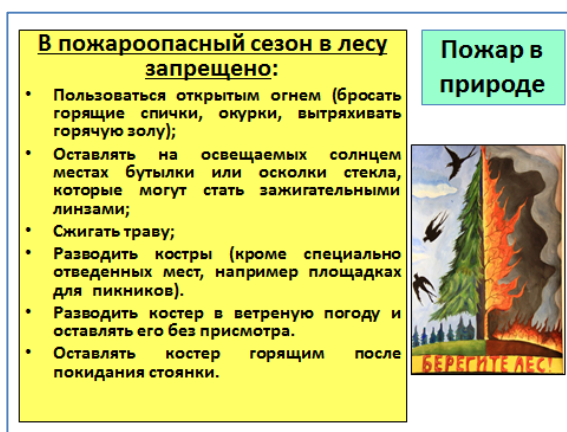 В пожароопасный сезон в лесу
запрещено:
• Пользоваться открытым огнем (бросать
горящие спички, окурки, вытряхивать
горячую золу);
• Оставлять на освещаемых солнцем
местах бутылки или осколки стекла,
которые могут стать зажигательными
линзами;
• Сжигать траву;
• Разводить костры (кроме специально
отведенных мест, например площадках
для пикников).
• Разводить костер в ветреную погоду и
оставлять его без присмотра.
• Оставлять костер горящим после
покидания стоянки.
Пожар в
природе
БЕРЕГИТЕ ЛЕС!